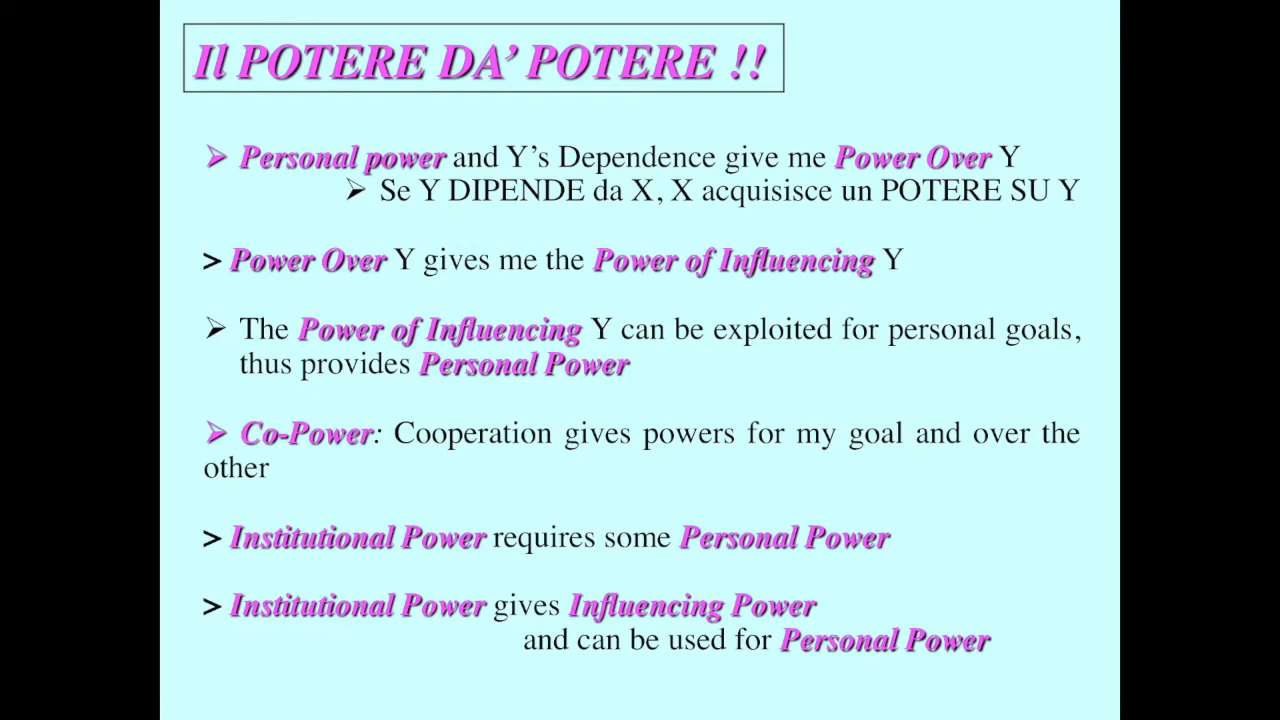 Il POTERE DA’ POTERE !!
➢ Personal power and Y’s Dependence give me Power Over Y
➢ Se Y DIPENDE da X, X acquisisce un POTERE SU Y
> Power Over Y gives me the Power of Influencing Y
➢ The Power of Influencing Y can be exploited for personal goals,
thus provides Personal Power
➢ Co-Power: Cooperation gives powers for my goal and over the
other
> Institutional Power requires some Personal Power
> Institutional Power gives Influencing Power
and can be used for Personal Power